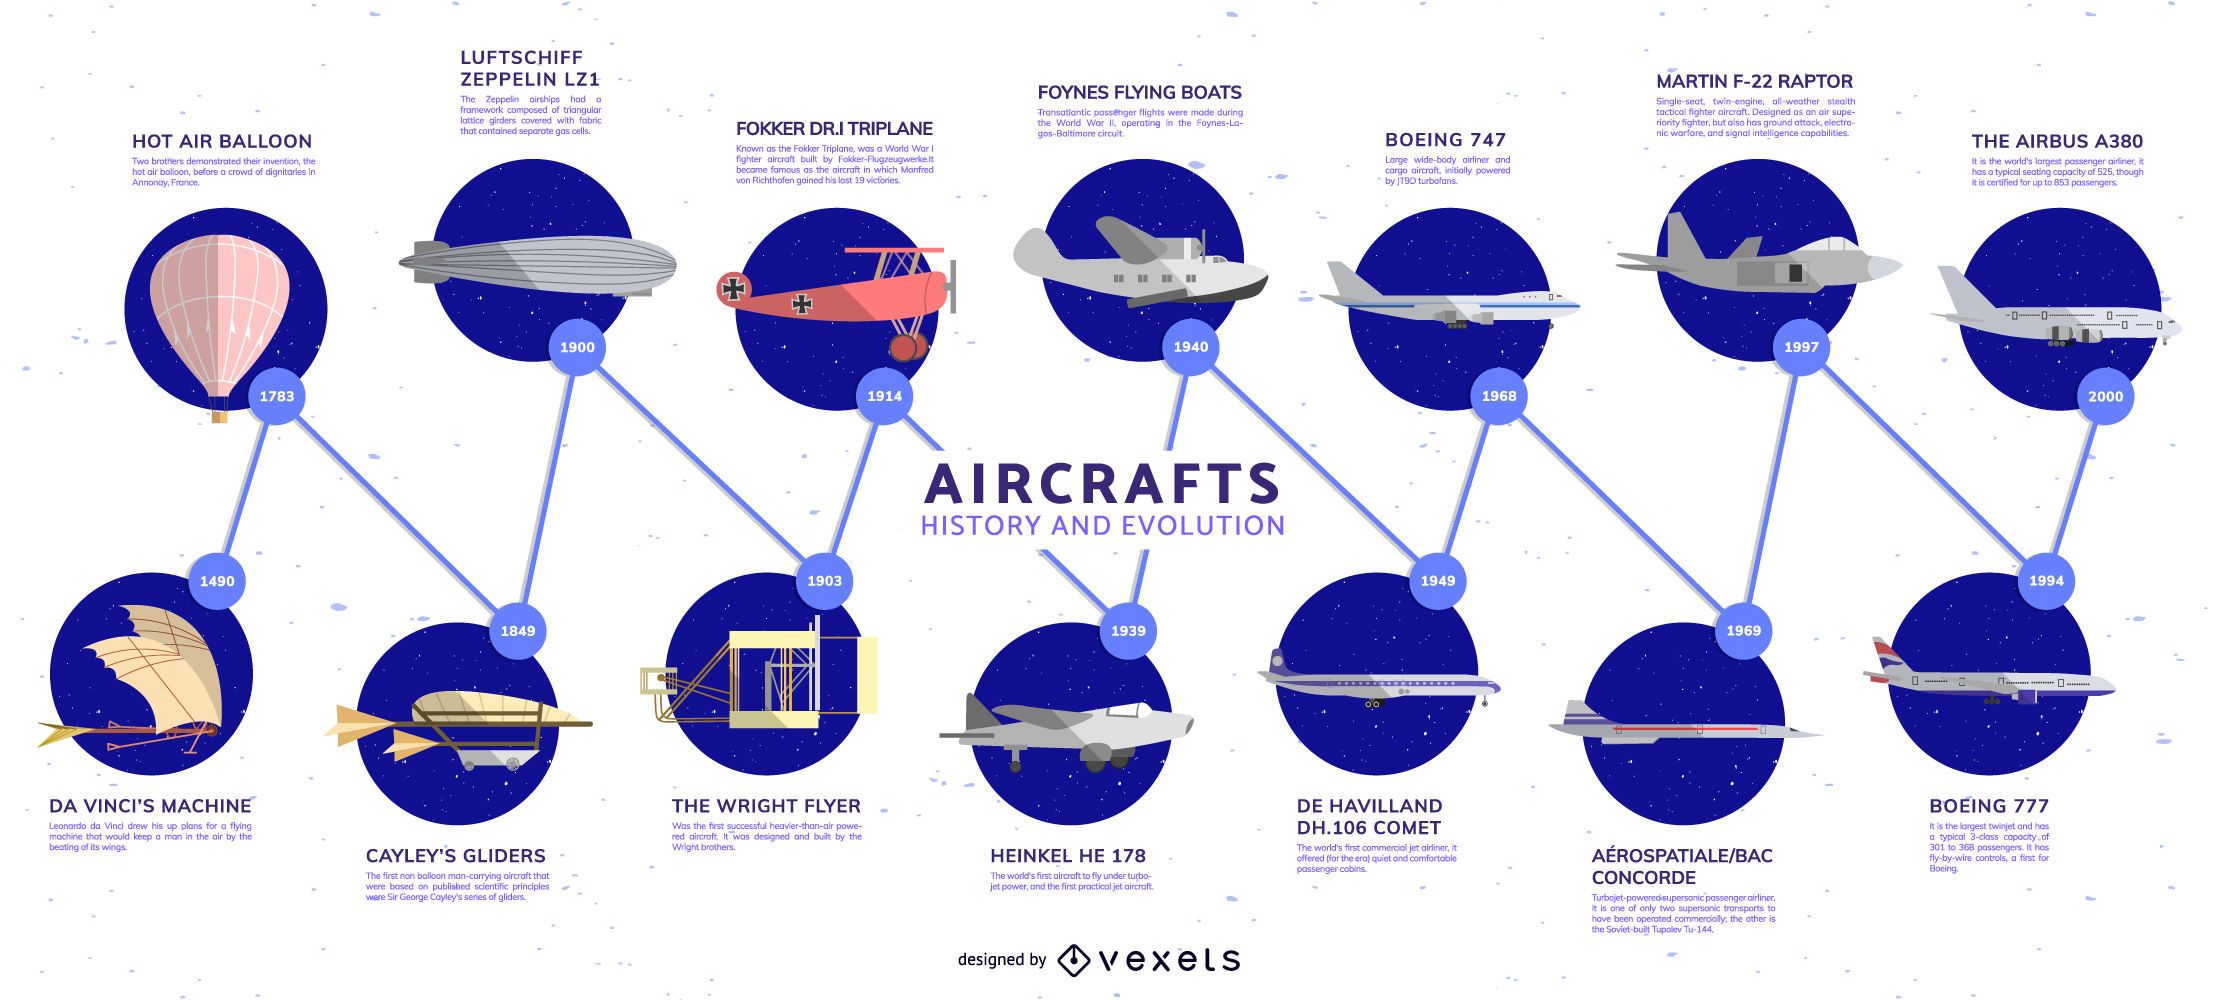 LUFTSCHIFF
ZEPPELIN LZ1
The Zeppelin airships had a
framework composed of triangular
lattice girders covered with fabric
that contained separate gas cells.
HOT AIR BALLOON
Two brothers demonstrated their invention, the
hot air balloon, before a crowd of dignitaries in
Annonay, France.
FOKKER DR.I TRIPLANE
Known as the Fokker Triplane, was a World War I
fighter aircraft built by Fokker-Flugzeugwerke.It
became famous as the aircraft in which Manfred
von Richthofen gained his last 19 victories.
FOYNES FLYING BOATS
Transatlantic passenger flights were made during
the World War II, operating in the Foynes-La-
gos-Baltimore circuit.
BOEING 747
Large wide-body airliner and
cargo aircraft, initially powered
by JT9D turbofans.
MARTIN F-22 RAPTOR
Single-seat, twin-engine, all-weather stealth
tactical fighter aircraft. Designed as an air supe-
riority fighter, but also has ground attack, electro-
nic warfare, and signal intelligence capabilities.
THE AIRBUS A380
It is the world's largest passenger airliner, it
has a typical seating capacity of 525, though
it is certified for up to 853 passengers.
1783
1900
1914
1940
1968
1997
2000
AIRCRAFTS
HISTORY AND EVOLUTION
1490
1849
1903
1939
1949
1969
1994
DA VINCI'S MACHINE
Leonardo da Vinci drew his up plans for a flying
machine that would keep a man in the air by the
beating of its wings.
CAYLEY'S GLIDERS
The first non balloon man-carrying aircraft that
were based on published scientific principles
were Sir George Cayley's series of gliders.
THE WRIGHT FLYER
Was the first successful heavier-than-air powe-
red aircraft. It was designed and built by the
Wright brothers.
HEINKEL HE 178
The world's first aircraft to fly under turbo-
jet power, and the first practical jet aircraft.
DE HAVILLAND
DH.106 COMET
The world's first commercial jet airliner, it
offered (for the era) quiet and comfortable
passenger cabins.
AÉROSPATIALE/BAC
CONCORDE
Turbojet-powered supersonic passenger airliner,
it is one of only two supersonic transports to
have been operated commercially; the other is
the Soviet-built Tupolev Tu-144.
BOEING 777
It is the largest twinjet and has
a typical 3-class capacity of
301 to 368 passengers. It has
fly-by-wire controls, a first for
Boeing.
designed by vexels